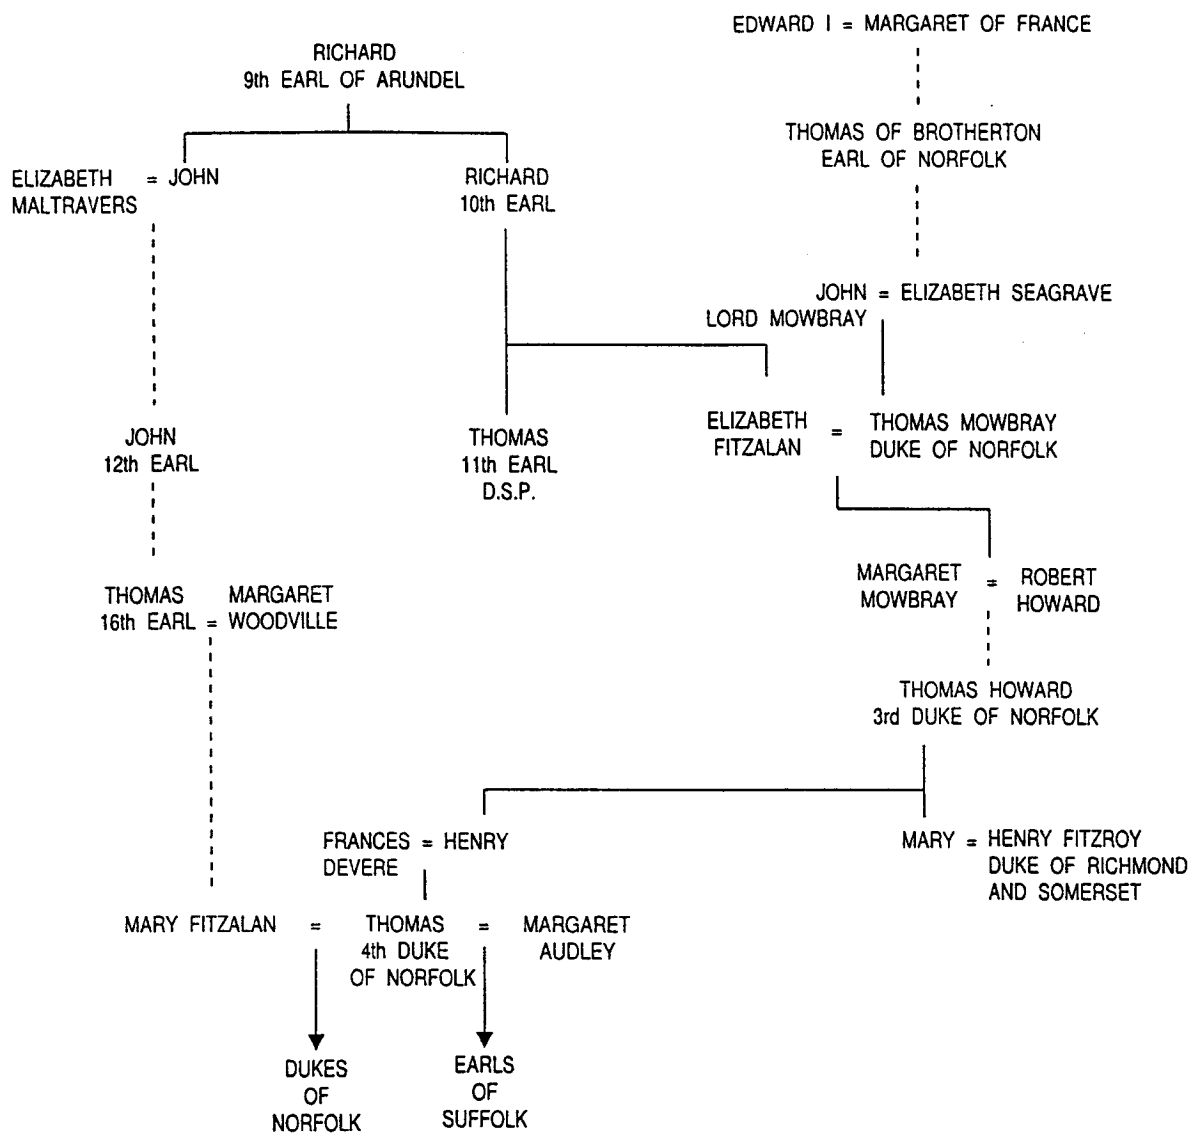 EDWARD I = MARGARET OF FRANCE
RICHARD
9th EARL OF ARUNDEL
THOMAS OF BROTHERTON
EARL OF NORFOLK
ELIZABETH = JOHN
MALTRAVERS
RICHARD
10th EARL
JOHN = ELIZABETH SEAGRAVE
LORD MOWBRAY
JOHN
12th EARL
THOMAS
11th EARL
D.S.P.
ELIZABETH
FITZALAN
=
THOMAS MOWBRAY
DUKE OF NORFOLK
THOMAS
16th EARL =
MARGARET
WOODVILLE
MARGARET
MOWBRAY
=
ROBERT
HOWARD
THOMAS HOWARD
3rd DUKE OF NORFOLK
FRANCES = HENRY
DEVERE
MARY = HENRY FITZROY
DUKE OF RICHMOND
AND SOMERSET
MARY FITZALAN =
THOMAS
4th DUKE
OF NORFOLK
=
MARGARET
AUDLEY
DUKES
OF
NORFOLK
EARLS
OF
SUFFOLK